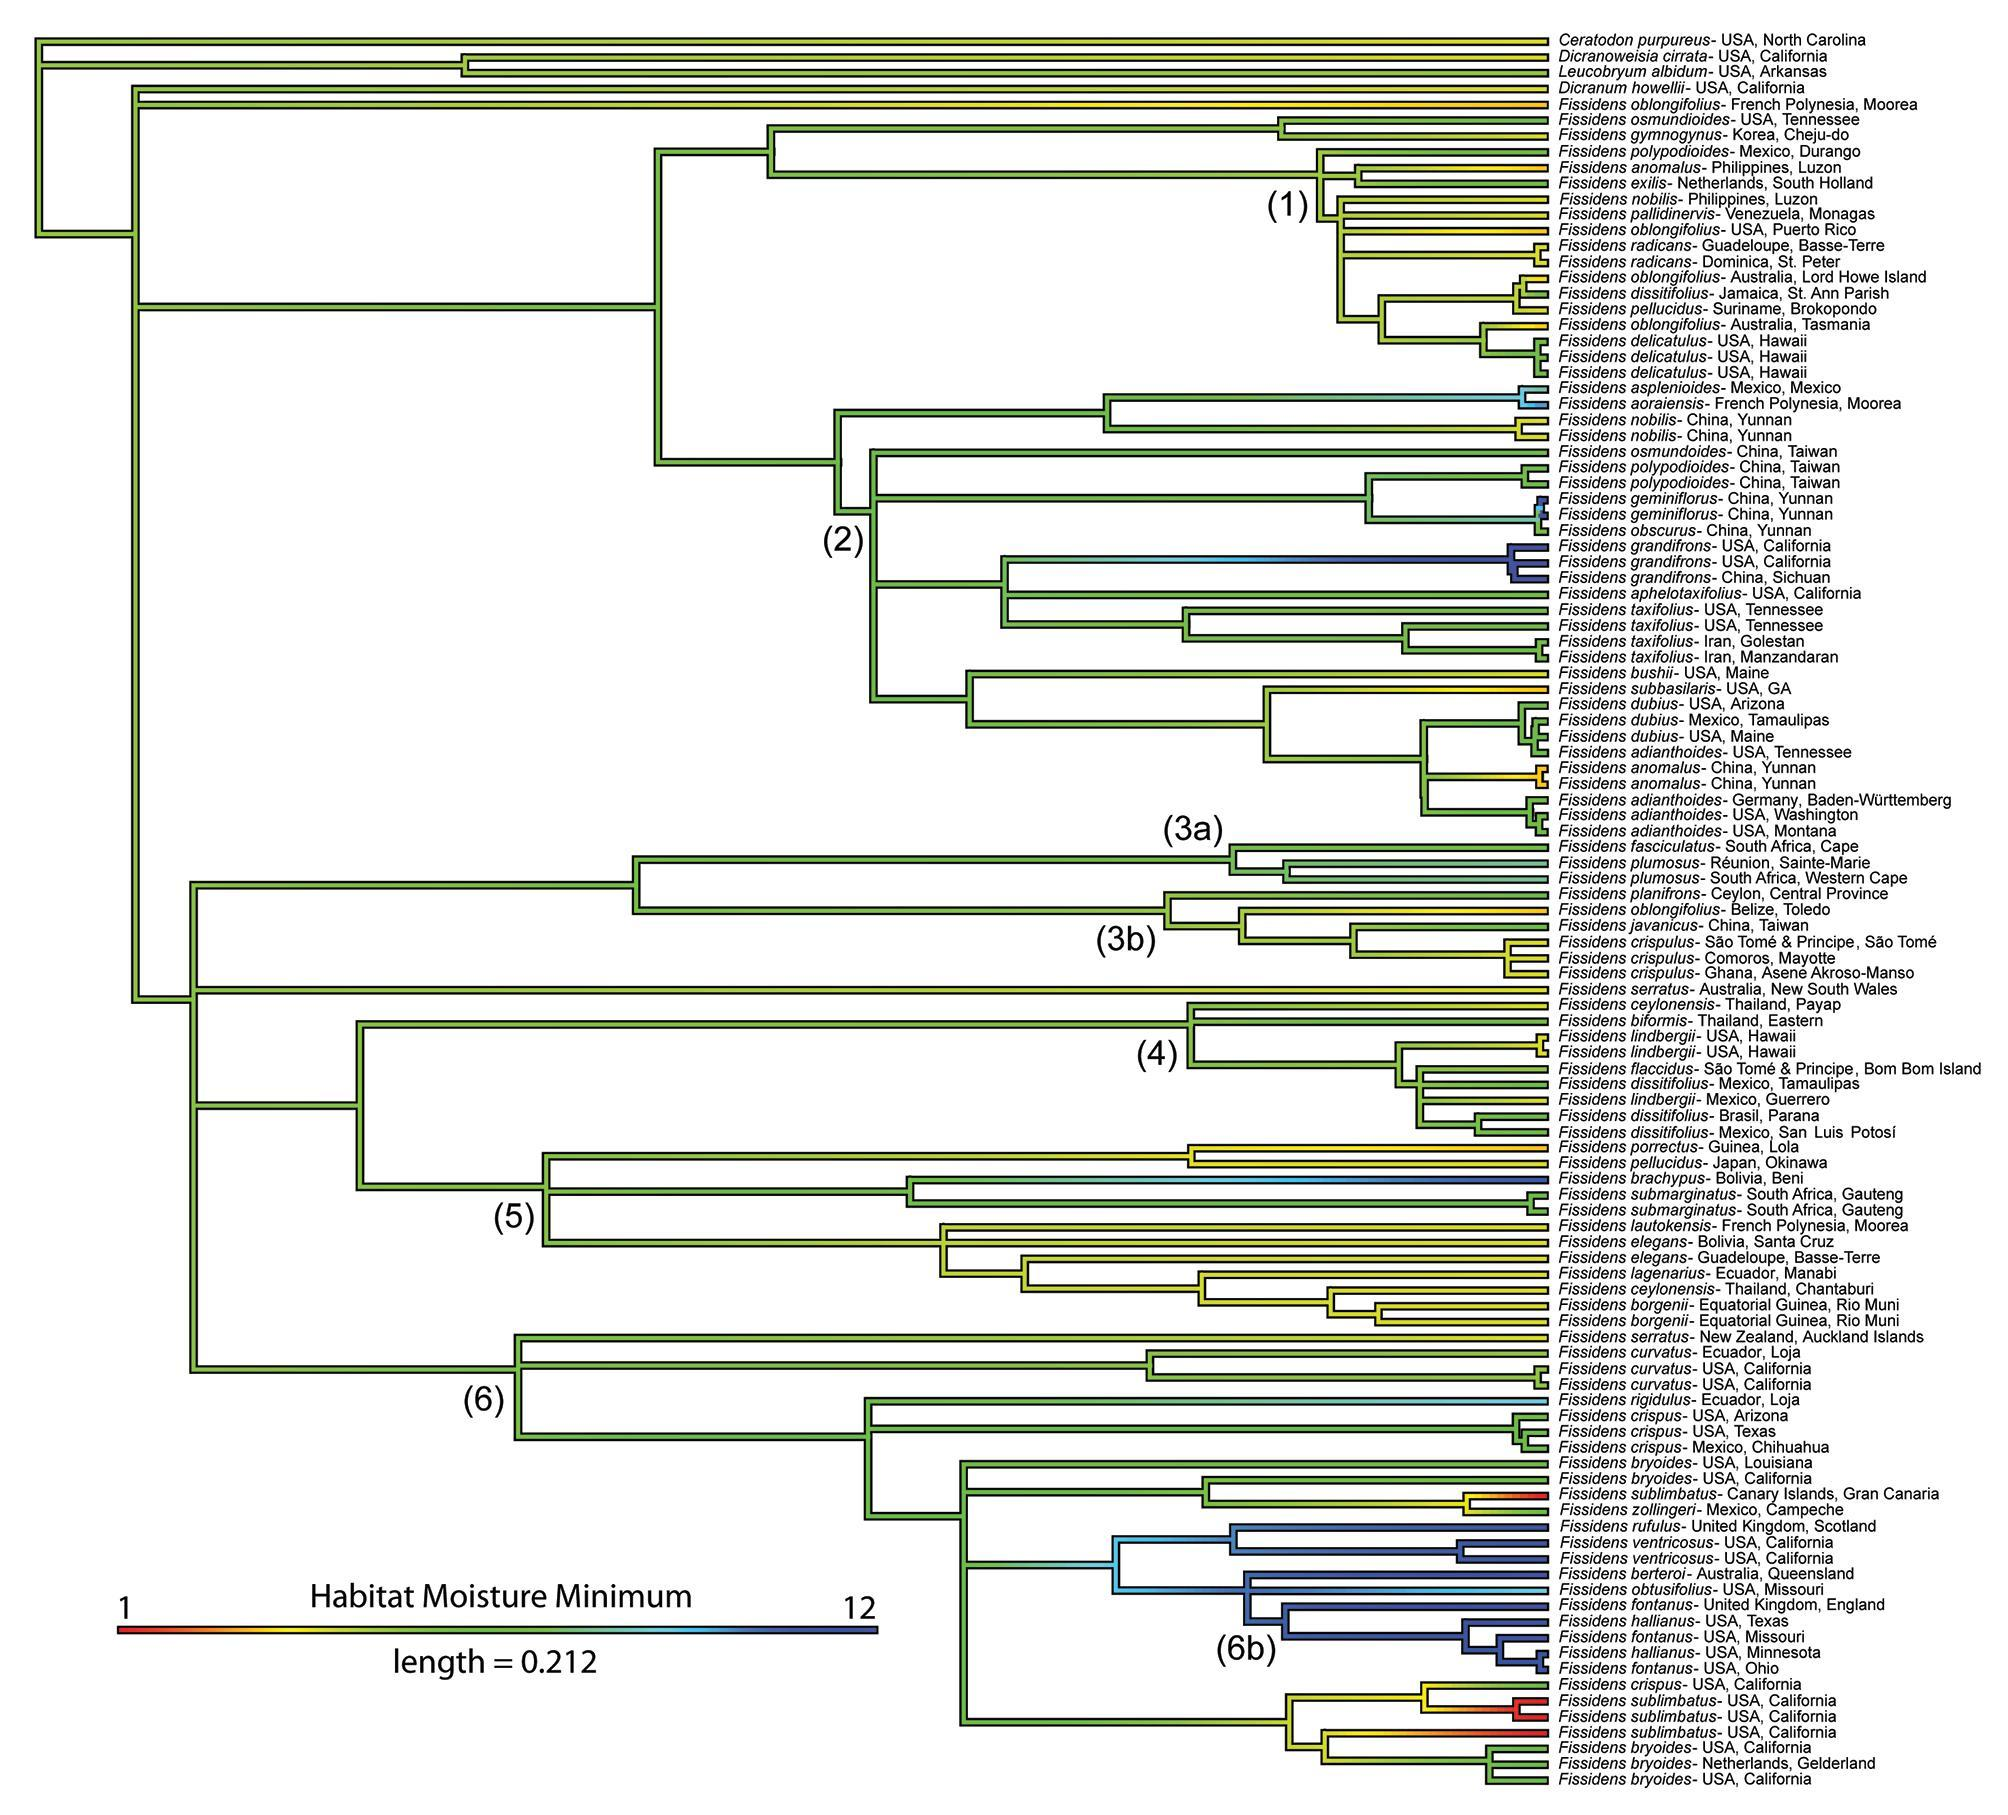 Ceratodon purpureus- USA, North Carolina
Dicranoweisia cirrata- USA, California
Leucobryum albidum- USA, Arkansas
Dicranum howellii- USA, California
Fissidens oblongifolius- French Polynesia, Moorea
Fissidens osmundioides- USA, Tennessee
Fissidens gymnogynus- Korea, Cheju-do
Fissidens polypodioides- Mexico, Durango
Fissidens anomalus- Philippines, Luzon
Fissidens exilis- Netherlands, South Holland
(1)
Fissidens nobilis- Philippines, Luzon
Fissidens pallidinervis- Venezuela, Monagas
Fissidens oblongifolius- USA, Puerto Rico
Fissidens radicans- Guadeloupe, Basse-Terre
Fissidens radicans- Dominica, St. Peter
Fissidens oblongifolius- Australia, Lord Howe Island
Fissidens dissitifolius- Jamaica, St. Ann Parish
Fissidens pellucidus- Suriname, Brokopondo
Fissidens oblongifolius- Australia, Tasmania
Fissidens delicatulus- USA, Hawaii
Fissidens delicatulus- USA, Hawaii
Fissidens delicatulus- USA, Hawaii
Fissidens asplenioides- Mexico, Mexico
Fissidens aoraiensis- French Polynesia, Moorea
Fissidens nobilis- China, Yunnan
Fissidens nobilis- China, Yunnan
Fissidens osmundoides- China, Taiwan
Fissidens polypodioides- China, Taiwan
Fissidens polypodioides- China, Taiwan
Fissidens geminiflorus- China, Yunnan
Fissidens geminiflorus- China, Yunnan
Fissidens obscurus- China, Yunnan
(2)
Fissidens grandifrons- USA, California
Fissidens grandifrons- USA, California
Fissidens grandifrons- China, Sichuan
Fissidens aphelotaxifolius- USA, California
Fissidens taxifolius- USA, Tennessee
Fissidens taxifolius- USA, Tennessee
Fissidens taxifolius- Iran, Golestan
Fissidens taxifolius- Iran, Manzandaran
Fissidens bushii- USA, Maine
Fissidens subbasilaris- USA, GA
Fissidens dubius- USA, Arizona
Fissidens dubius- Mexico, Tamaulipas
Fissidens dubius- USA, Maine
Fissidens adianthoides- USA, Tennessee
Fissidens anomalus- China, Yunnan
Fissidens anomalus- China, Yunnan
Fissidens adianthoides- Germany, Baden-Württemberg
Fissidens adianthoides- USA, Washington
Fissidens adianthoides- USA, Montana
(3a)
Fissidens fasciculatus- South Africa, Cape
Fissidens plumosus- Réunion, Sainte-Marie
Fissidens plumosus- South Africa, Western Cape
Fissidens planifrons- Ceylon, Central Province
Fissidens oblongifolius- Belize, Toledo
Fissidens javanicus- China, Taiwan
(3b)
Fissidens crispulus- São Tomé & Principe, São Tomé
Fissidens crispulus- Comoros, Mayotte
Fissidens crispulus- Ghana, Asene Akroso-Manso
Fissidens serratus- Australia, New South Wales
Fissidens ceylonensis- Thailand, Payap
Fissidens biformis- Thailand, Eastern
Fissidens lindbergii- USA, Hawaii
Fissidens lindbergii- USA, Hawaii
(4)
Fissidens flaccidus- São Tomé & Principe, Bom Bom Island
Fissidens dissitifolius- Mexico, Tamaulipas
Fissidens lindbergii- Mexico, Guerrero
Fissidens dissitifolius- Brasil, Parana
Fissidens dissitifolius- Mexico, San Luis Potosí
Fissidens porrectus- Guinea, Lola
Fissidens pellucidus- Japan, Okinawa
Fissidens brachypus- Bolivia, Beni
Fissidens submarginatus- South Africa, Gauteng
Fissidens submarginatus- South Africa, Gauteng
(5)
Fissidens lautokensis- French Polynesia, Moorea
Fissidens elegans- Bolivia, Santa Cruz
Fissidens elegans- Guadeloupe, Basse-Terre
Fissidens lagenarius- Ecuador, Manabi
Fissidens ceylonensis- Thailand, Chantaburi
Fissidens borgenii- Equatorial Guinea, Rio Muni
Fissidens borgenii- Equatorial Guinea, Rio Muni
Fissidens serratus- New Zealand, Auckland Islands
Fissidens curvatus- Ecuador, Loja
Fissidens curvatus- USA, California
Fissidens curvatus- USA, California
(6)
Fissidens rigidulus- Ecuador, Loja
Fissidens crispus- USA, Arizona
Fissidens crispus- USA, Texas
Fissidens crispus- Mexico, Chihuahua
Fissidens bryoides- USA, Louisiana
Fissidens bryoides- USA, California
Fissidens sublimbatus- Canary Islands, Gran Canaria
Fissidens zollingeri- Mexico, Campeche
Fissidens rufulus- United Kingdom, Scotland
Fissidens ventricosus- USA, California
Fissidens ventricosus- USA, California
Fissidens berteroi- Australia, Queensland
Fissidens obtusifolius- USA, Missouri
Fissidens fontanus- United Kingdom, England
Fissidens hallianus- USA, Texas
Fissidens fontanus- USA, Missouri
(6b)
Fissidens hallianus- USA, Minnesota
Fissidens fontanus- USA, Ohio
Fissidens crispus- USA, California
Fissidens sublimbatus- USA, California
Fissidens sublimbatus- USA, California
Fissidens sublimbatus- USA, California
Fissidens bryoides- USA, California
Fissidens bryoides- Netherlands, Gelderland
Fissidens bryoides- USA, California
Habitat Moisture Minimum
1 12
length = 0.212